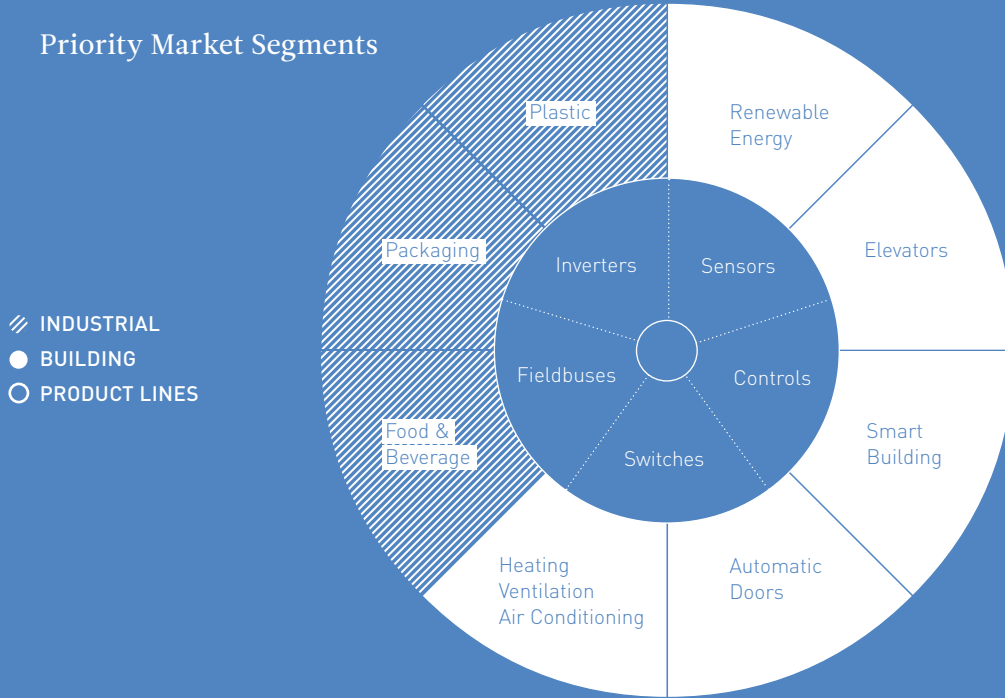 Priority Market Segments
Plastic
Renewable
Energy
Packaging
Elevators
Inverters
Sensors
INDUSTRIAL
BUILDING
PRODUCT LINES
Fieldbuses
Controls
Food &
Beverage
Switches
Smart
Building
Heating
Ventilation
Air Conditioning
Automatic
Doors